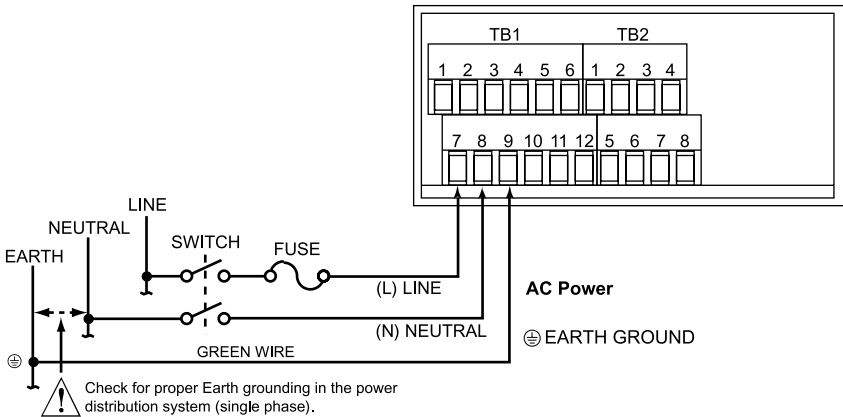 TB1 TB2
1 2 3 4 5 6 1 2 3 4
7 8 9 10 11 12 5 6 7 8
LINE
NEUTRAL
EARTH
SWITCH
FUSE
(L) LINE
AC Power
(N) NEUTRAL
EARTH GROUND
GREEN WIRE
! Check for proper Earth grounding in the power
distribution system (single phase).